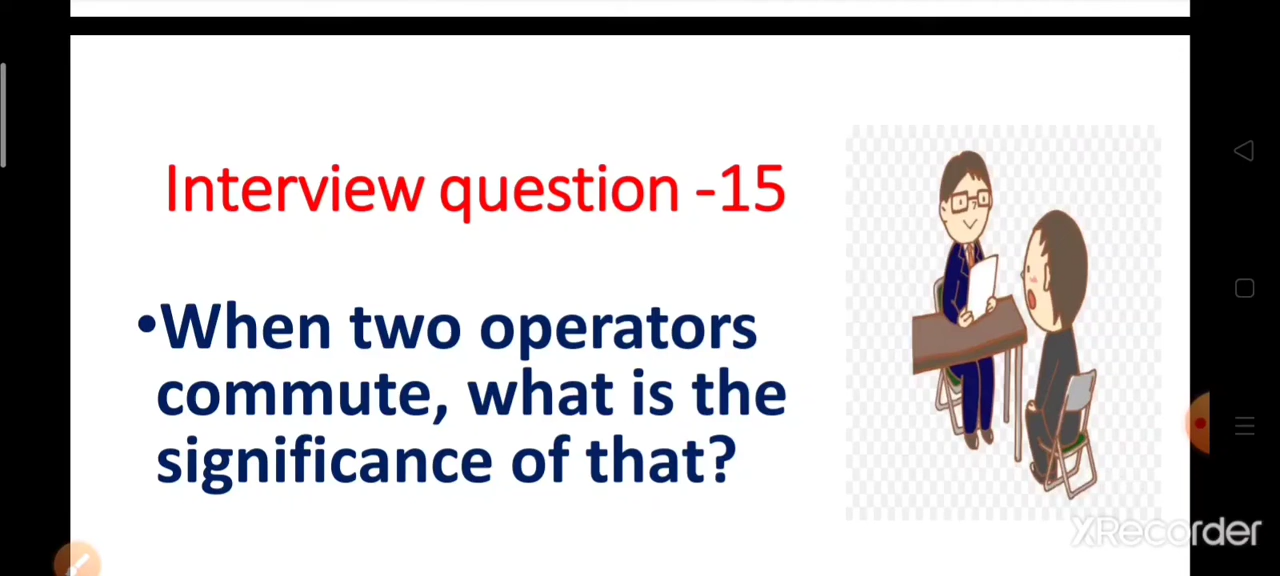 Interview question -15
•When two operators
commute, what is the
significance of that?
XRecorder